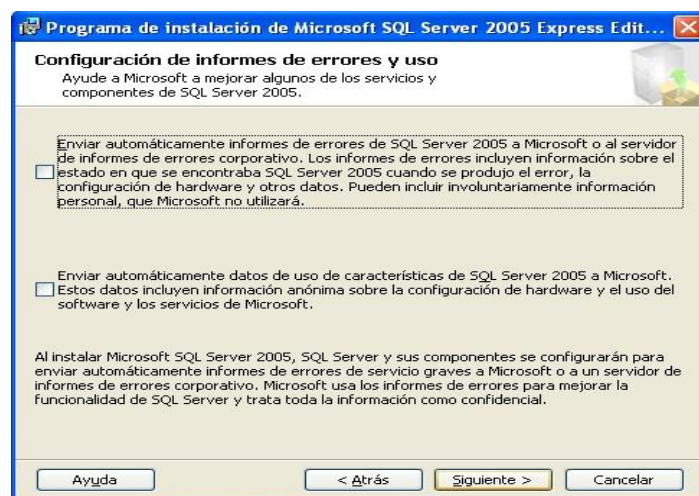 Programa de instalación de Microsoft SQL Server 2005 Express Edit...
Configuración de informes de errores y uso
Ayude a Microsoft a mejorar algunos de los servicios y
componentes de SQL Server 2005.
Enviar automáticamente informes de errores de SQL Server 2005 a Microsoft o al servidor
de informes de errores corporativo. Los informes de errores incluyen información sobre el
estado en que se encontraba SQL Server 2005 cuando se produjo el error, la
configuración de hardware y otros datos. Pueden incluir involuntariamente información
personal, que Microsoft no utilizará.
Enviar automáticamente datos de uso de características de SQL Server 2005 a Microsoft.
Estos datos incluyen información anónima sobre la configuración de hardware y el uso del
software y los servicios de Microsoft.
Al instalar Microsoft SQL Server 2005, SQL Server y sus componentes se configurarán para
enviar automáticamente informes de errores de servicio graves a Microsoft o a un servidor de
informes de errores corporativo. Microsoft usa los informes de errores para mejorar la
funcionalidad de SQL Server y trata toda la información como confidencial.
Ayuda
< Atrás
Siguiente >
Cancelar